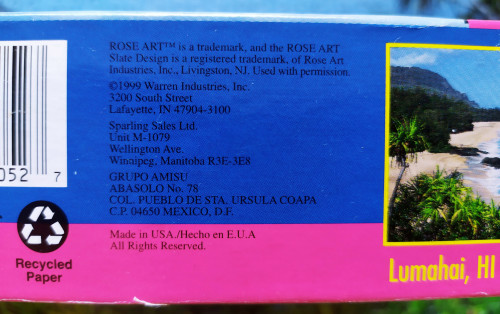 ROSE ART™ is a trademark, and the ROSE ART
Slate Design is a registered trademark, of Rose Art
Industries, Inc., Livingston, NJ. Used with permission.
©1999 Warren Industries, Inc.
3200 South Street
Lafayette, IN 47904-3100
Sparling Sales Ltd.
Unit M-1079
Wellington Ave.
Winnipeg, Manitoba R3E-3E8
GRUPO AMISU
ABASOLO No. 78
COL. PUEBLO DE STA. URSULA COAPA
C.P. 04650 MEXICO, D.F.
Made in USA./Hecho en E.U.A
All Rights Reserved.
052 7
Recycled
Paper
Lumahai, HI